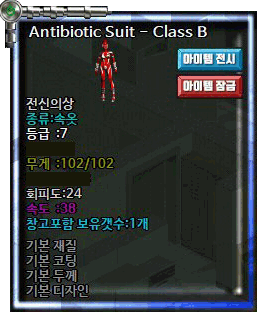 Antibiotic Suit - Class B
아이템 전시
아이템 잠금
전신의상
종류:속옷
등급 :7
무게 :102/102
회피도:24
속도 :38
창고포함 보유갯수:1개
기본 재질
기본 코팅
기본 두께
기본 디자인